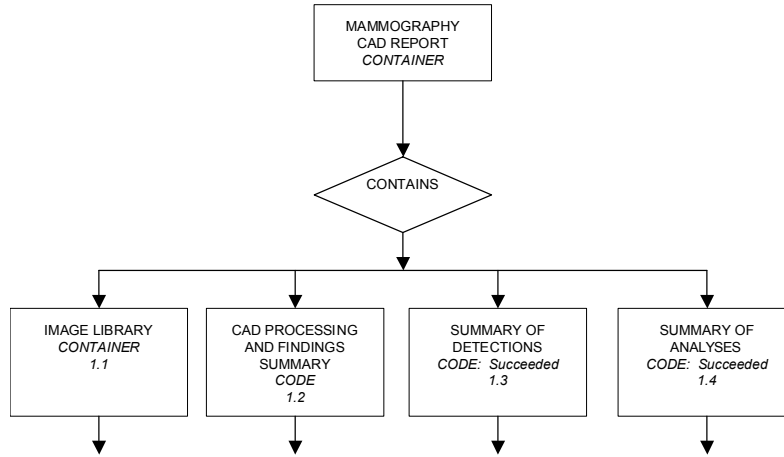 MAMMOGRAPHY
CAD REPORT
CONTAINER
CONTAINS
IMAGE LIBRARY
CONTAINER
1.1
CAD PROCESSING
AND FINDINGS
SUMMARY
CODE
1.2
SUMMARY OF
DETECTIONS
CODE: Succeeded
1.3
SUMMARY OF
ANALYSES
CODE: Succeeded
1.4